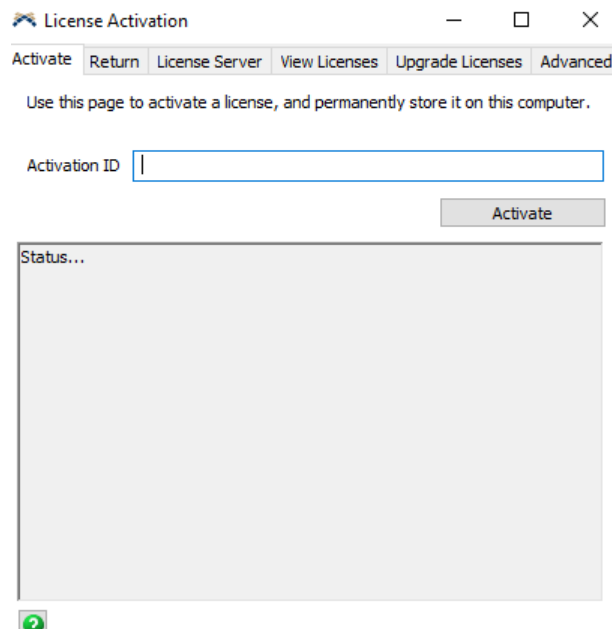 License Activation
Activate Return License Server View Licenses Upgrade Licenses Advanced
Use this page to activate a license, and permanently store it on this computer.
Activation ID
Activate
Status...
?